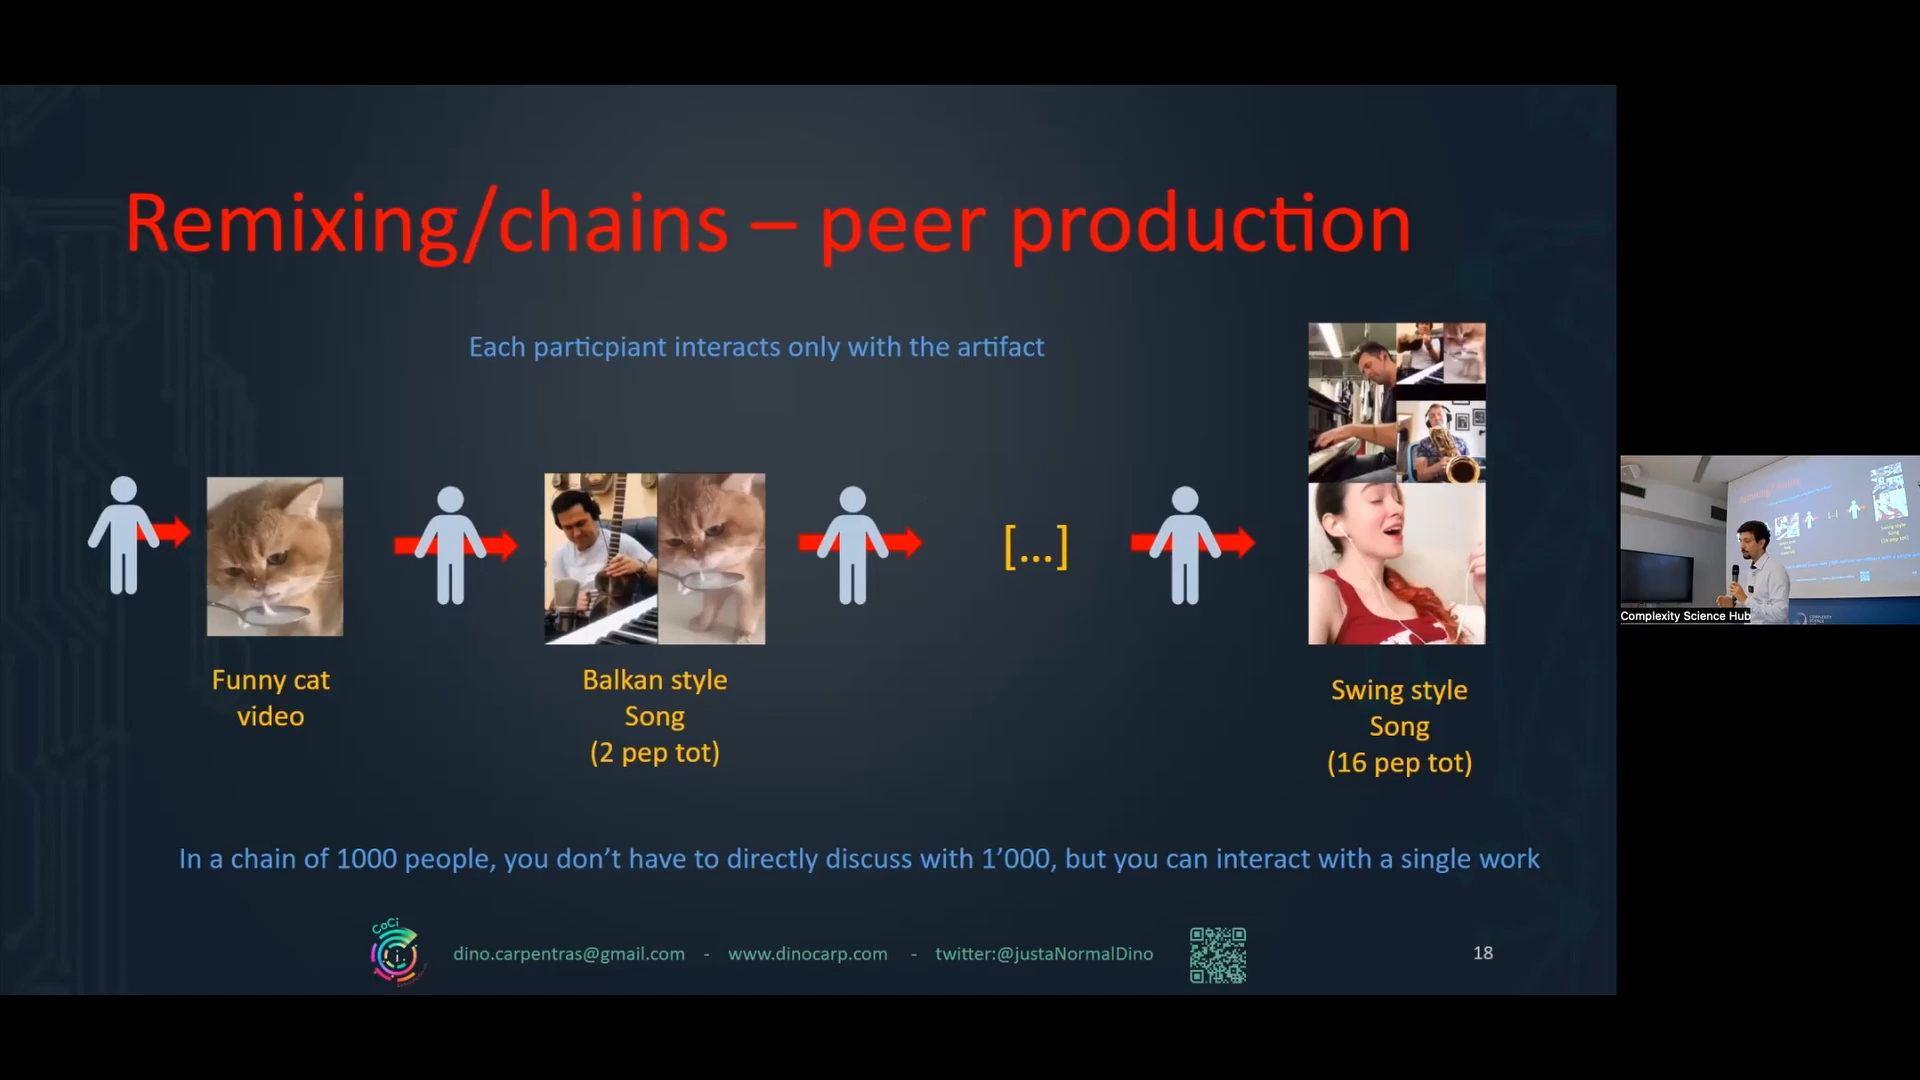 Remixing/chains – peer production
Each particpiant interacts only with the artifact
[...]
Funny cat
video
Balkan style
Song
(2 pep tot)
Swing style
Song
(16 pep tot)
In a chain of 1000 people, you don't have to directly discuss with 1'000, but you can interact with a single work
CoCi
dino.carpentras@gmail.com - www.dinocarp.com - twitter:@justaNormalDino
18
Complexity Science Hub